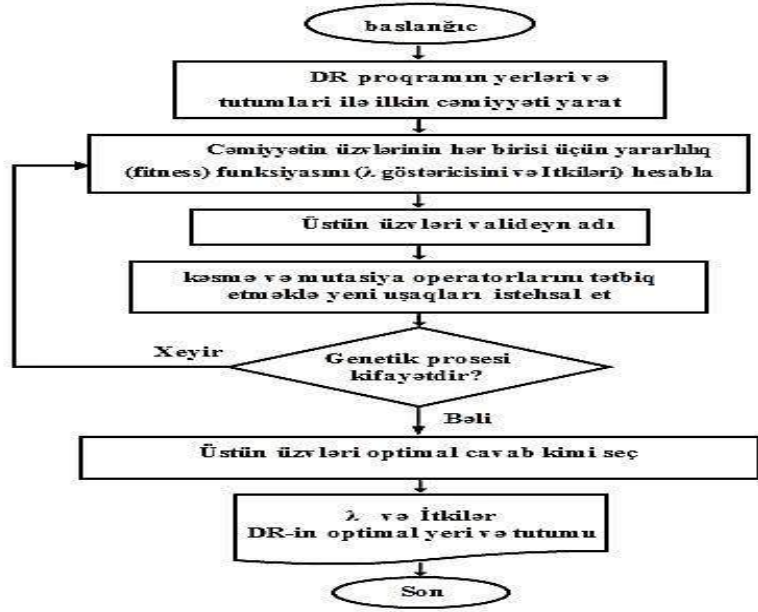 başlanğıc
DR proqramın yerləri və
tutumlari ilə ilkin cəmiyyəti yarat
Cəmiyyətin üzvlərinin hər birisi üçün yararlılıq
(fitness) funksiyasını (λ göstəricisini və Itkiləri) hesabla
Üstün üzvləri valideyn adı
kəsmə və mutasiya operatorlarını tətbiq
etməklə yeni uşaqları istehsal et
Xeyir
Genetik prosesi
kifayətdir?
Bəli
Üstün üzvləri optimal cavab kimi seç
λ və İtkilər
DR-in optimal yeri və tutumu
Son